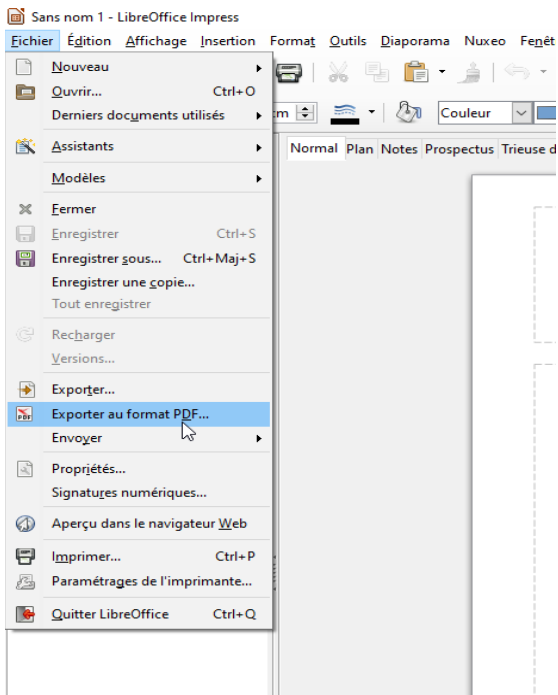 Sans nom 1 - LibreOffice Impress
Fichier Édition Affichage Insertion Format Outils Diaporama Nuxeo
Nouveau
Ouvrir... Ctrl+O
cm Couleur
Derniers documents utilisés
Assistants
Normal Plan Notes Prospectus Trieuse
Modèles
Fermer
Enregistrer Ctrl+S
Enregistrer sous... Ctrl+Maj+S
Enregistrer une copie...
Tout enregistrer
Recharger
Versions...
Exporter...
Exporter au format PDF...
Envoyer
Propriétés...
Signatures numériques...
Aperçu dans le navigateur Web
Imprimer... Ctrl+P
Paramétrages de l'imprimante...
Quitter LibreOffice Ctrl+Q